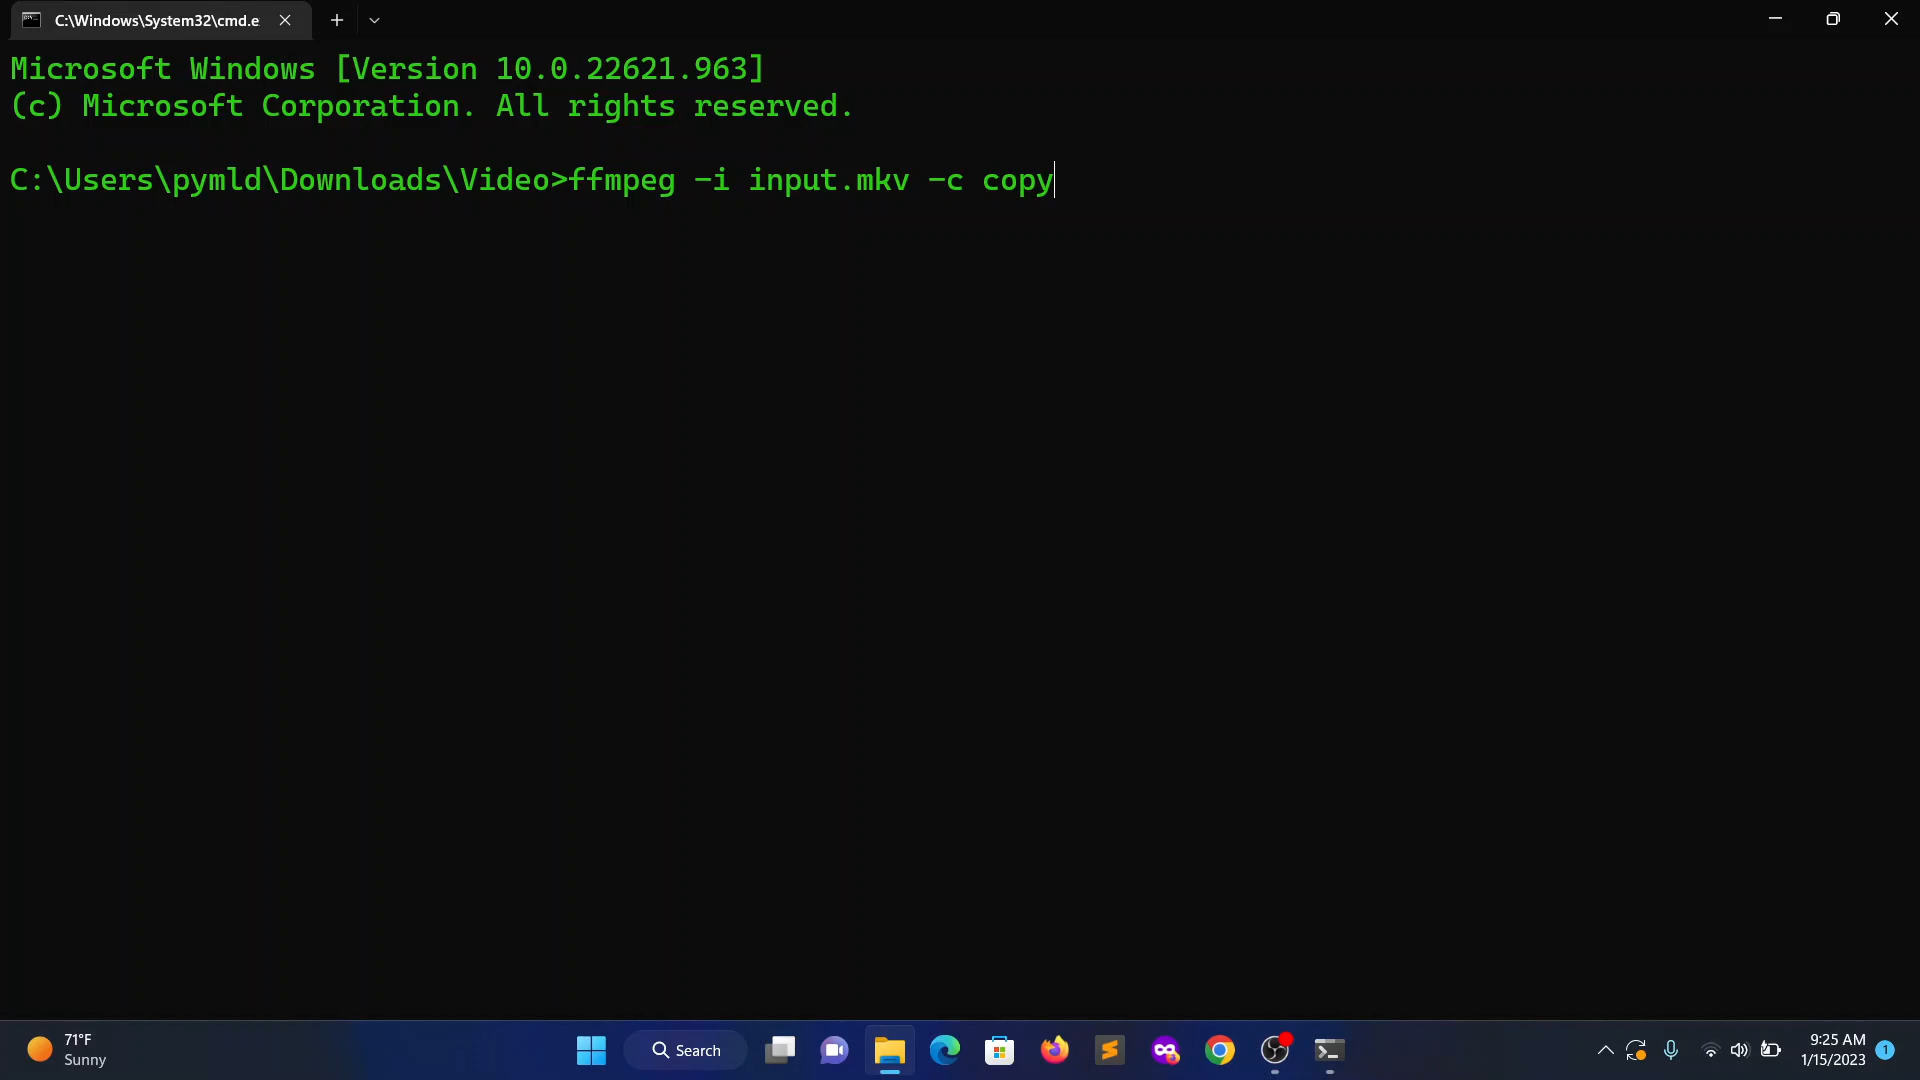 C:\Windows\System32\cmd.e
Microsoft Windows [Version 10.0.22621.963]
(c) Microsoft Corporation. All rights reserved.
C:\Users\pymld\Downloads\Video>ffmpeg -i input.mkv -c copy
71°F
Sunny
Search
9:25 AM
1/15/2023
1